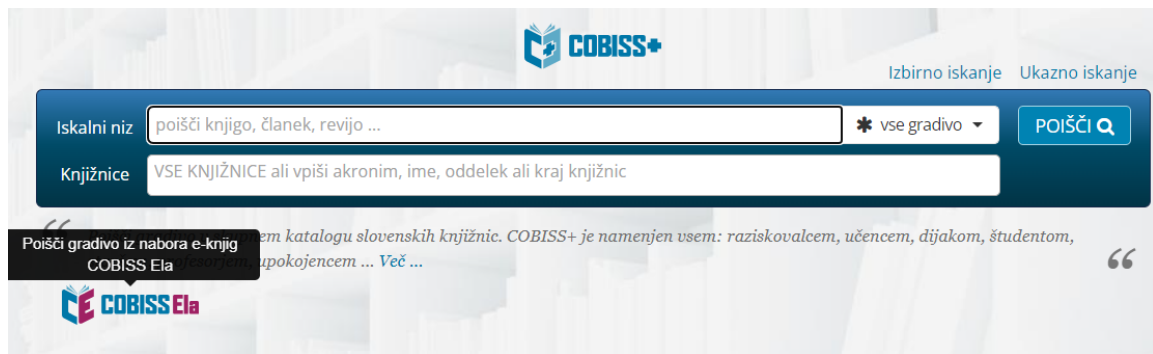 COBISS+
Izbirno iskanje Ukazno iskanje
Iskalni niz poišči knjigo, članek, revijo ... ✱ vse gradivo POIŠČI
Knjižnice VSE KNJIŽNICE ali vpiši akronim, ime, oddelek ali kraj knjižnic
“ katalogu slovenskih knjižnic. COBISS+ je namenjen vsem: raziskovalcem, učencem, dijakom, študentom,
upokojencem ... Več ... “
Poišči gradivo iz nabora e-knjig
COBISS Ela
COBISS Ela